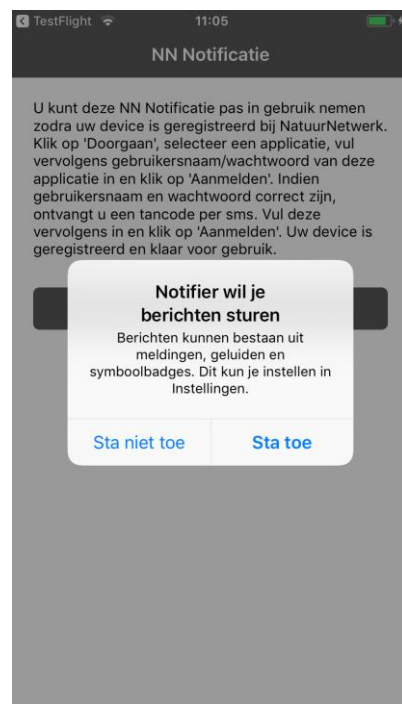 TestFlight 11:05
NN Notificatie
U kunt deze NN Notificatie pas in gebruik nemen
zodra uw device is geregistreerd bij NatuurNetwerk.
Klik op 'Doorgaan', selecteer een applicatie, vul
vervolgens gebruikersnaam/wachtwoord van deze
applicatie in en klik op 'Aanmelden'. Indien
gebruikersnaam en wachtwoord correct zijn,
ontvangt u een tancode per sms. Vul deze
vervolgens in en klik op 'Aanmelden'. Uw device is
geregistreerd en klaar voor gebruik.
Notifier wil je
berichten sturen
Berichten kunnen bestaan uit
meldingen, geluiden en
symboolbadges. Dit kun je instellen in
Instellingen.
Sta niet toe Sta toe